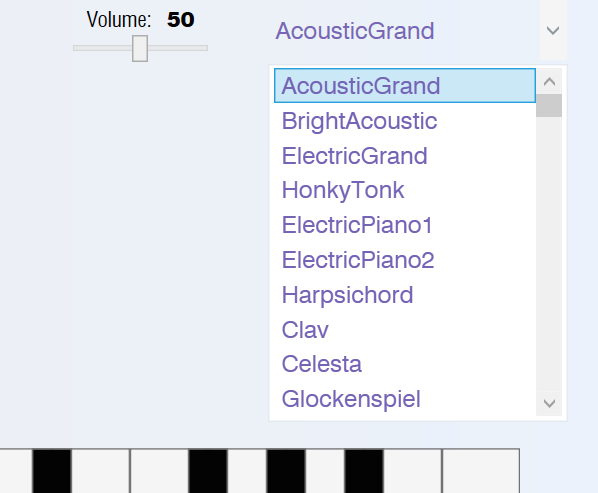 Volume: 50
AcousticGrand
AcousticGrand
BrightAcoustic
ElectricGrand
HonkyTonk
ElectricPiano1
ElectricPiano2
Harpsichord
Clav
Celesta
Glockenspiel